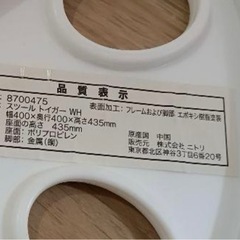 品質表示
8700475
スツール トイガー WH
幅400×奥行400×高さ435mm
座面の高さ 435mm
座面：ポリプロピレン
脚部：金属(鋼)
表面加工：フレームおよび脚部 エポキシ樹脂塗装
原産国 中国
販売元 株式会社 ニトリ
東京都北区神谷3丁目6番20号